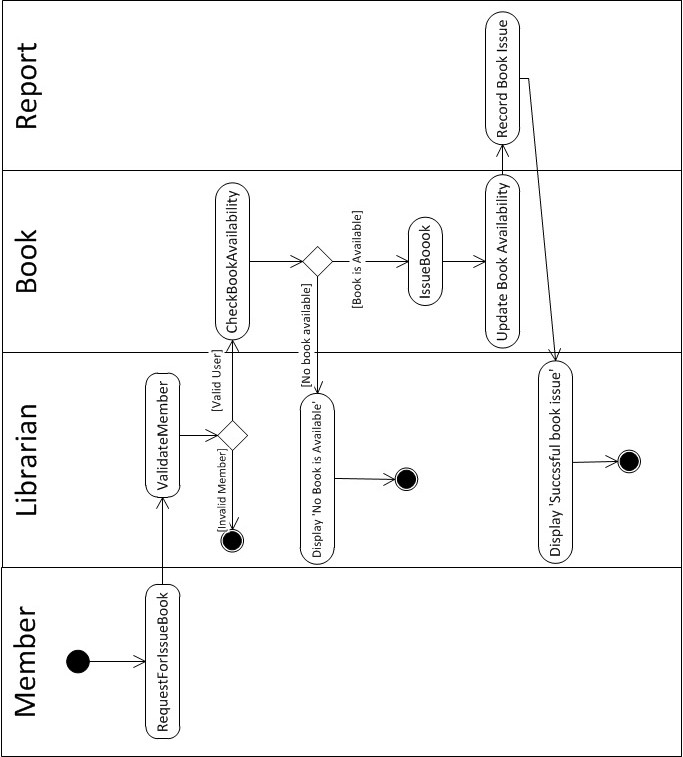 Member
Librarian
Book
Report
RequestForIssueBook
ValidateMember
[Invalid Member]
[Valid User]
CheckBookAvailability
[No book available]
[Book is Available]
Display 'No Book is Available'
IssueBoook
Update Book Availability
Record Book Issue
Display 'Succssful book issue'